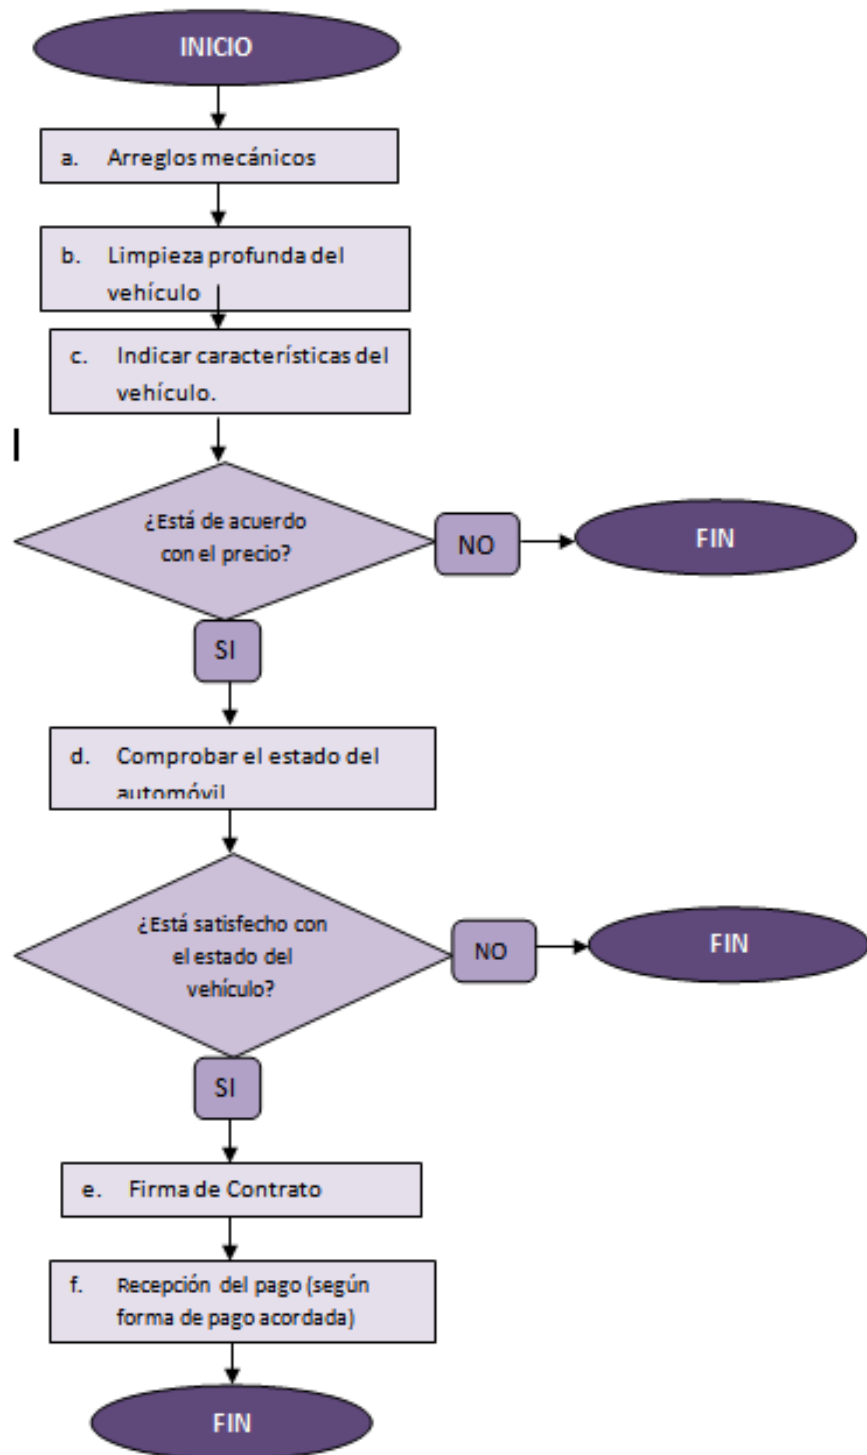 INICIO
a. Arreglos mecánicos
b. Limpieza profunda del
vehículo
c. Indicar características del
vehículo.
¿Está de acuerdo
con el precio?
NO
FIN
SI
d. Comprobar el estado del
automóvil
¿Está satisfecho con
el estado del
vehículo?
NO
FIN
SI
e. Firma de Contrato
f. Recepción del pago (según
forma de pago acordada)
FIN